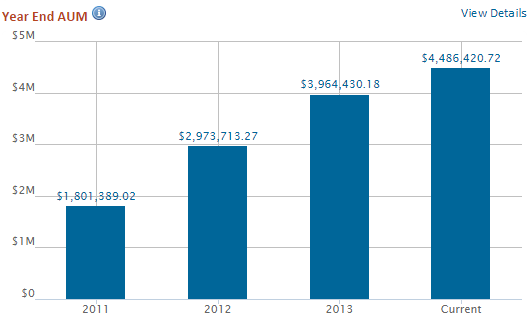 Year End AUM
View Details
$5M
$4,486,420.72
$4M
$3,964,430.18
$3M
$2,973,713.27
$2M
$1,801,389.02
$1M
$0
2011 2012 2013 Current